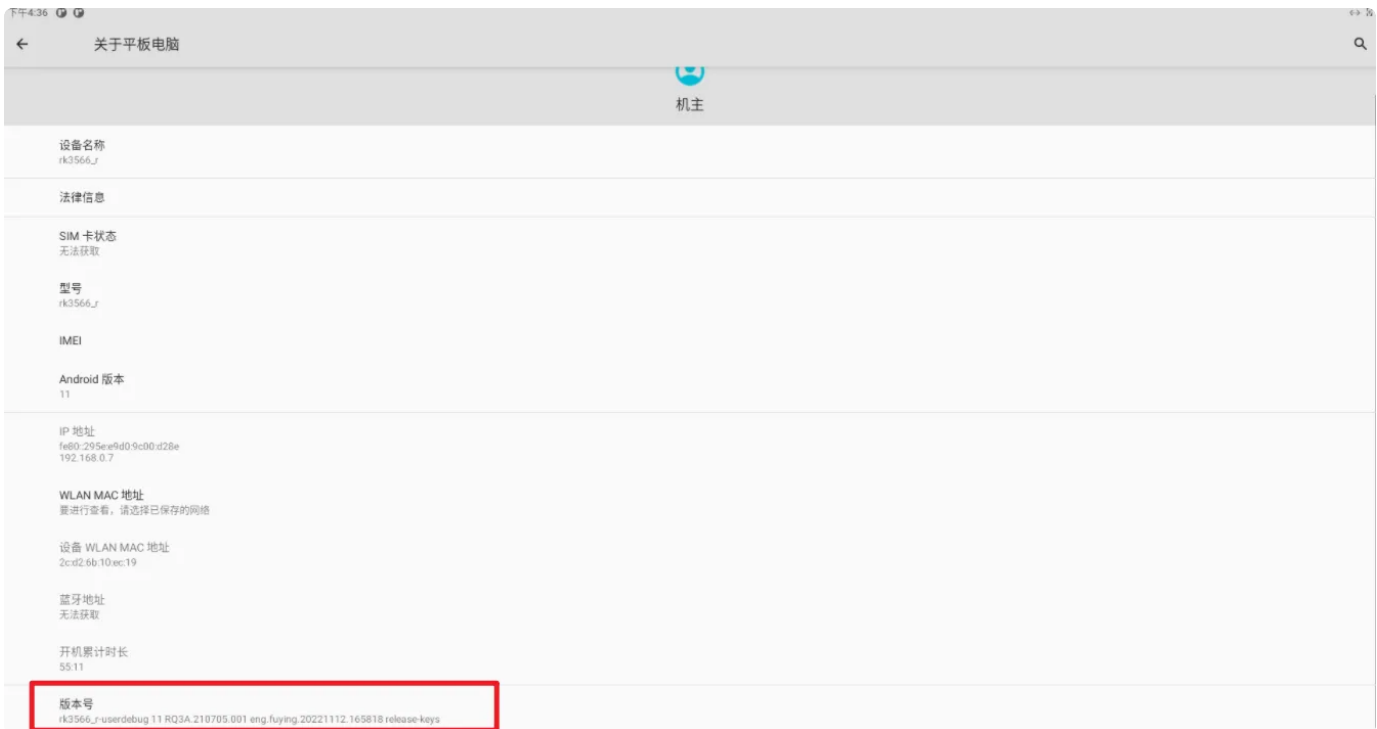 下午4:36
关于平板电脑
机主
设备名称
rk3566_r
法律信息
SIM 卡状态
无法获取
型号
rk3566_r
IMEI
Android 版本
11
IP 地址
fe80::295e:e9d0:9c00:d28e
192.168.0.7
WLAN MAC 地址
要进行查看，请选择已保存的网络
设备 WLAN MAC 地址
2c:d2:6b:10:ec:19
蓝牙地址
无法获取
开机累计时长
55:11
版本号
rk3566_r-userdebug 11 RQ3A.210705.001 eng.fuying.20221112.165818 release-keys